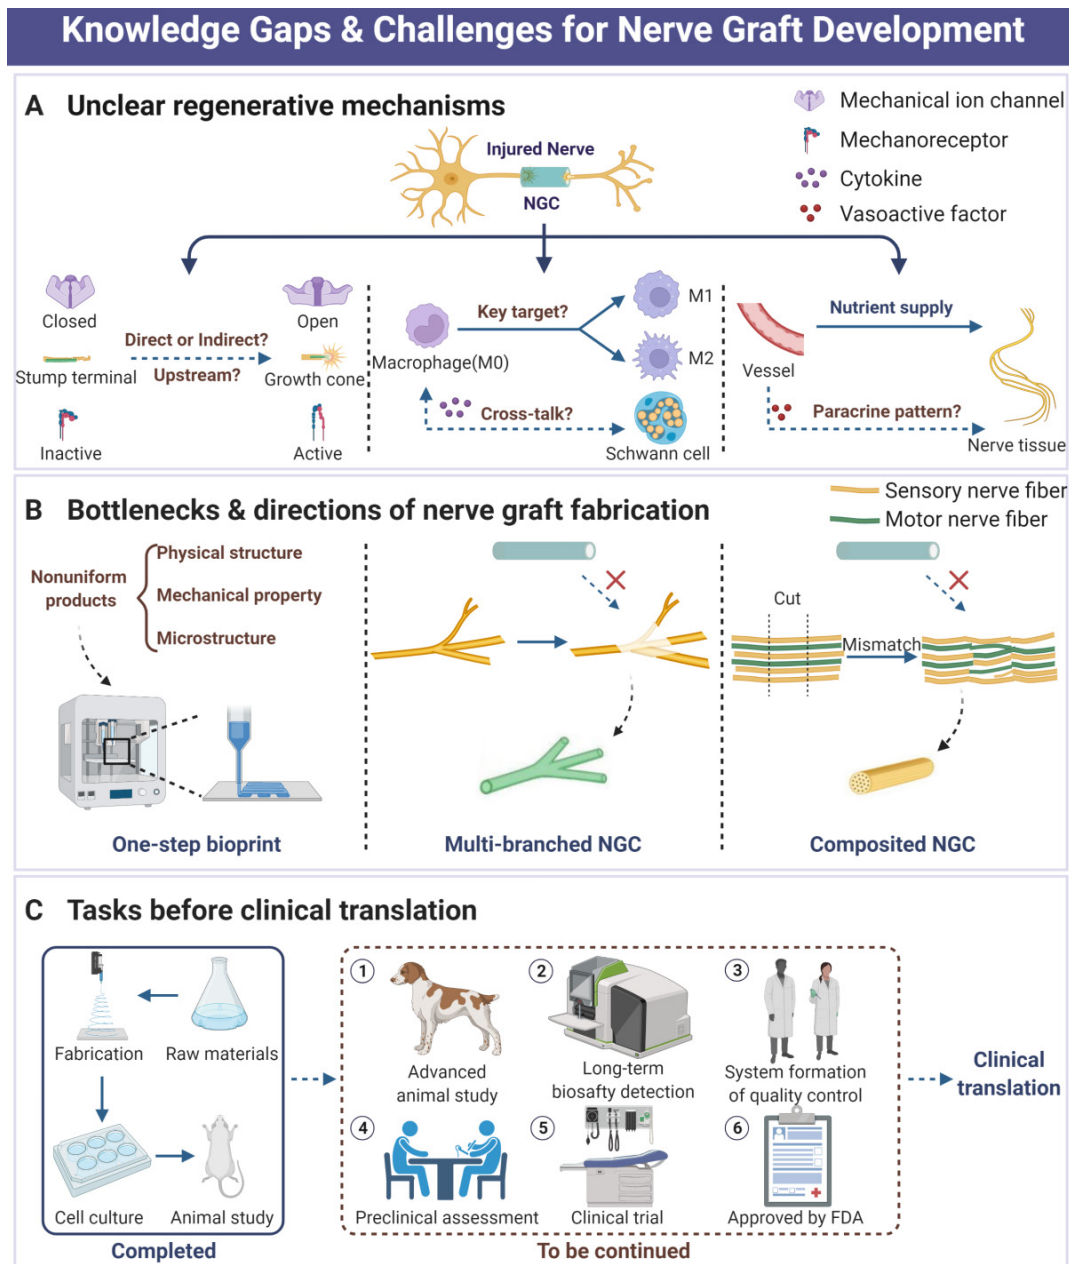 Knowledge Gaps & Challenges for Nerve Graft Development
A Unclear regenerative mechanisms
Mechanical ion channel
Mechanoreceptor
Cytokine
Vasoactive factor
Injured Nerve
NGC
Closed
Open
Direct or Indirect?
Upstream?
Stump terminal
Growth cone
Inactive
Active
Key target?
M1
M2
Macrophage(M0)
Cross-talk?
Schwann cell
Nutrient supply
Vessel
Paracrine pattern?
Nerve tissue
B Bottlenecks & directions of nerve graft fabrication
Sensory nerve fiber
Motor nerve fiber
Nonuniform
products
Physical structure
Mechanical property
Microstructure
Cut
Mismatch
One-step bioprint
Multi-branched NGC
Composited NGC
C Tasks before clinical translation
Fabrication
Raw materials
Cell culture
Animal study
Completed
1
Advanced
animal study
2
Long-term
biosafty detection
3
System formation
of quality control
4
Preclinical assessment
5
Clinical trial
6
Approved by FDA
To be continued
Clinical
translation